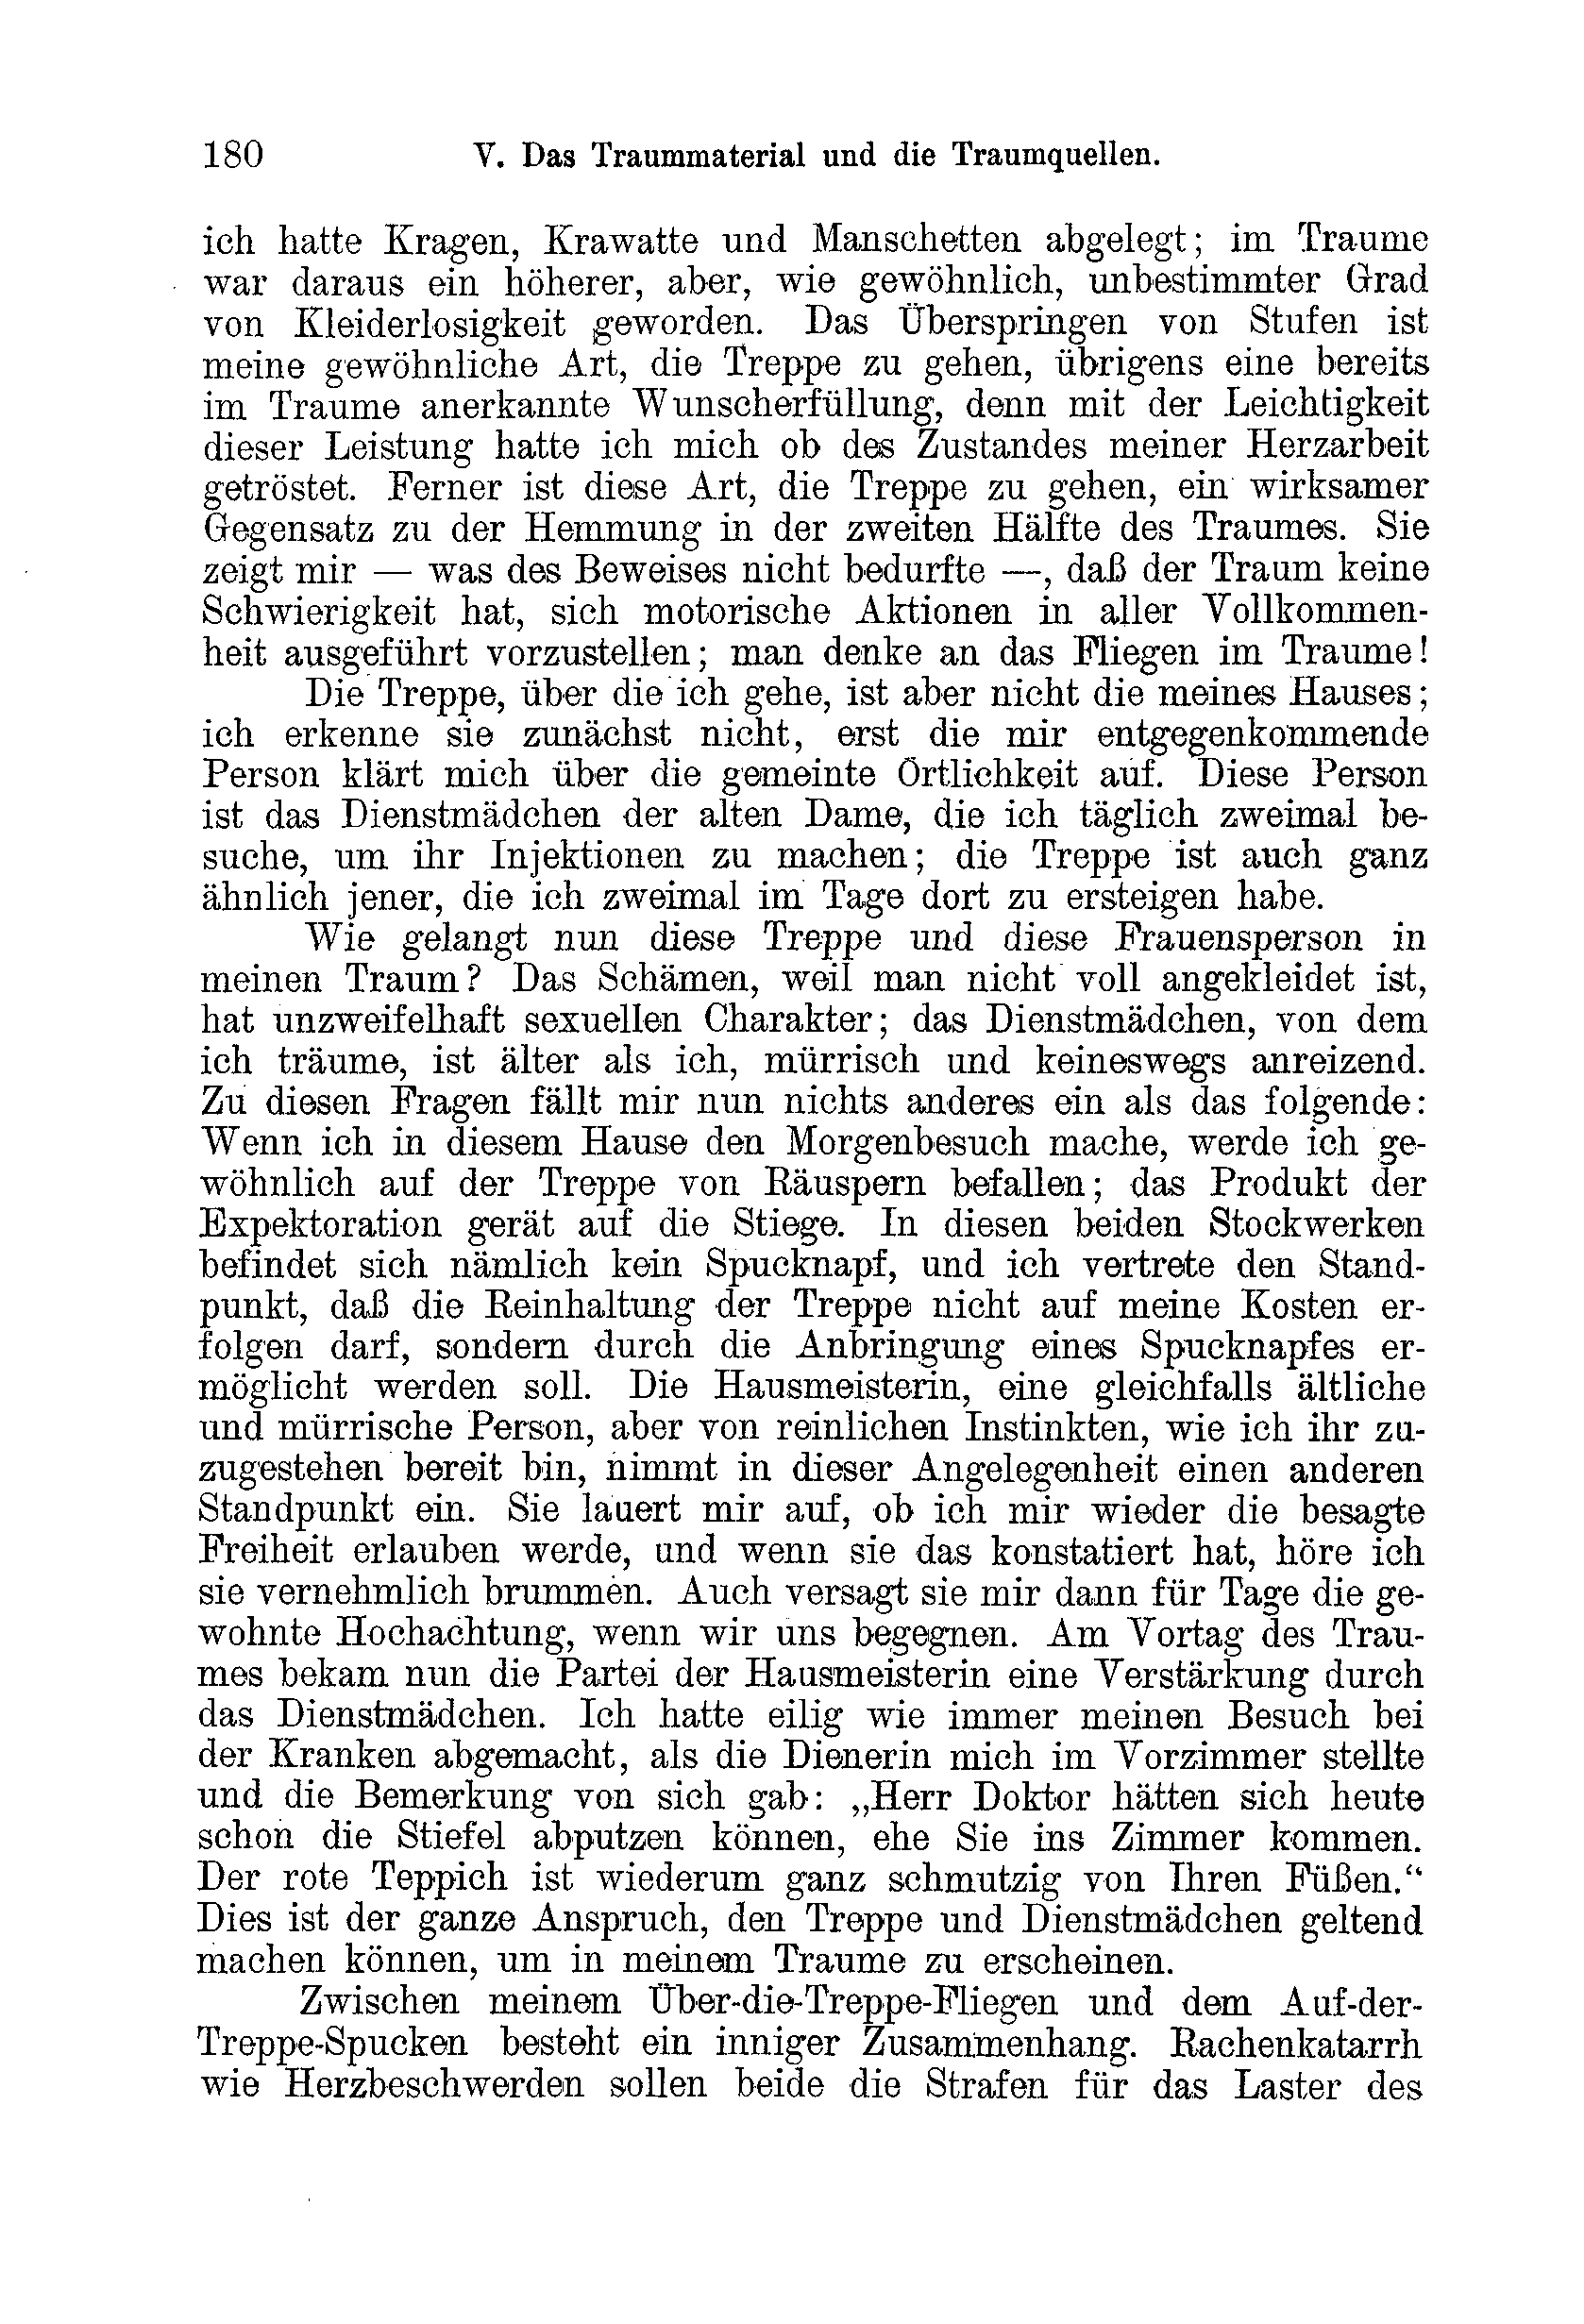 180 V. Das Traummaterial und die Traumquellen.
ich hatte Kragen, Krawatte und Manschetten abgelegt; im Traume
war daraus ein höherer, aber, wie gewöhnlich, unbestimmter Grad
von Kleiderlosigkeit geworden. Das Überspringen von Stufen ist
meine gewöhnliche Art, die Treppe zu gehen, übrigens eine bereits
im Traume anerkannte Wunscherfüllung, denn mit der Leichtigkeit
dieser Leistung hatte ich mich ob des Zustandes meiner Herzarbeit
getröstet. Ferner ist diese Art, die Treppe zu gehen, ein wirksamer
Gegensatz zu der Hemmung in der zweiten Hälfte des Traumes. Sie
zeigt mir — was des Beweises nicht bedurfte —, daß der Traum keine
Schwierigkeit hat, sich motorische Aktionen in aller Vollkommen-
heit ausgeführt vorzustellen; man denke an das Fliegen im Traume!
Die Treppe, über die ich gehe, ist aber nicht die meines Hauses;
ich erkenne sie zunächst nicht, erst die mir entgegenkommende
Person klärt mich über die gemeinte Örtlichkeit auf. Diese Person
ist das Dienstmädchen der alten Dame, die ich täglich zweimal be-
suche, um ihr Injektionen zu machen; die Treppe ist auch ganz
ähnlich jener, die ich zweimal im Tage dort zu ersteigen habe.
Wie gelangt nun diese Treppe und diese Frauensperson in
meinen Traum? Das Schämen, weil man nicht voll angekleidet ist,
hat unzweifelhaft sexuellen Charakter; das Dienstmädchen, von dem
ich träume, ist älter als ich, mürrisch und keineswegs anreizend.
Zu diesen Fragen fällt mir nun nichts anderes ein als das folgende:
Wenn ich in diesem Hause den Morgenbesuch mache, werde ich ge-
wöhnlich auf der Treppe von Räuspern befallen; das Produkt der
Expektoration gerät auf die Stiege. In diesen beiden Stockwerken
befindet sich nämlich kein Spucknapf, und ich vertrete den Stand-
punkt, daß die Reinhaltung der Treppe nicht auf meine Kosten er-
folgen darf, sondern durch die Anbringung eines Spucknapfes er-
möglicht werden soll. Die Hausmeisterin, eine gleichfalls ältliche
und mürrische Person, aber von reinlichen Instinkten, wie ich ihr zu-
zugestehen bereit bin, nimmt in dieser Angelegenheit einen anderen
Standpunkt ein. Sie lauert mir auf, ob ich mir wieder die besagte
Freiheit erlauben werde, und wenn sie das konstatiert hat, höre ich
sie vernehmlich brummen. Auch versagt sie mir dann für Tage die ge-
wohnte Hochachtung, wenn wir uns begegnen. Am Vortag des Trau-
mes bekam nun die Partei der Hausmeisterin eine Verstärkung durch
das Dienstmädchen. Ich hatte eilig wie immer meinen Besuch bei
der Kranken abgemacht, als die Dienerin mich im Vorzimmer stellte
und die Bemerkung von sich gab: „Herr Doktor hätten sich heute
schon die Stiefel abputzen können, ehe Sie ins Zimmer kommen.
Der rote Teppich ist wiederum ganz schmutzig von Ihren Füßen.“
Dies ist der ganze Anspruch, den Treppe und Dienstmädchen geltend
machen können, um in meinem Traume zu erscheinen.
Zwischen meinem Über-die-Treppe-Fliegen und dem Auf-der-
Treppe-Spucken besteht ein inniger Zusammenhang. Rachenkatarrh
wie Herzbeschwerden sollen beide die Strafen für das Laster des